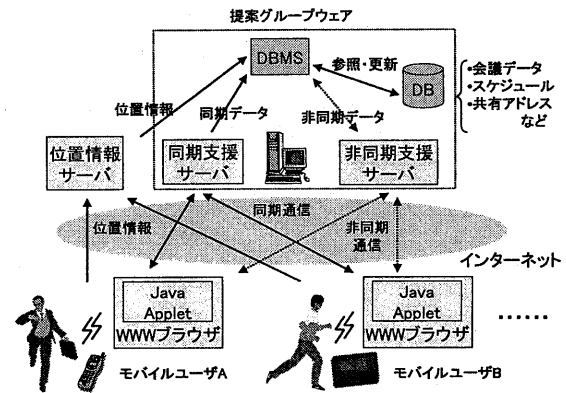 提案グループウェア
DBMS
参照・更新
DB
・会議データ
・スケジュール
・共有アドレス
など
位置情報
同期データ
非同期データ
位置情報
サーバ
同期支援
サーバ
非同期支援
サーバ
位置情報
同期通信
非同期
通信
インターネット
Java
Applet
WWWブラウザ
Java
Applet
WWWブラウザ
……
モバイルユーザA
モバイルユーザB